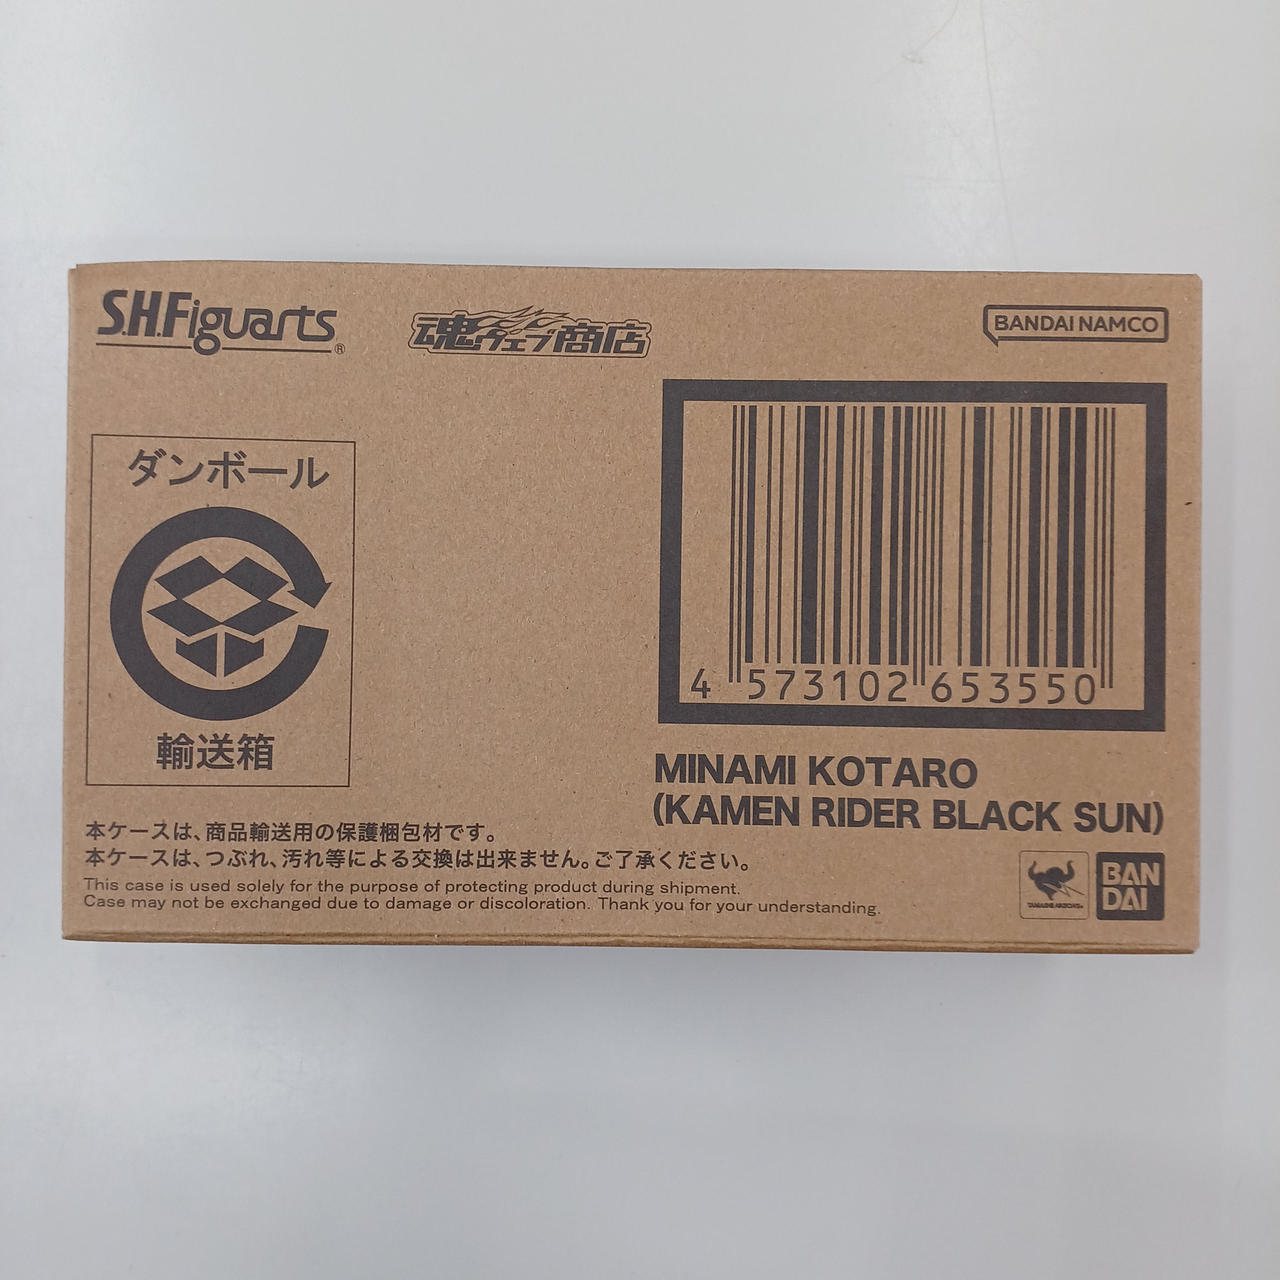 S.H.Figuarts®
魂ウェブ商店
BANDAI NAMCO
ダンボール
輸送箱
4 573102 653550
MINAMI KOTARO
(KAMEN RIDER BLACK SUN)
本ケースは、商品輸送用の保護梱包材です。
本ケースは、つぶれ、汚れ等による交換は出来ません。ご了承ください。
This case is used solely for the purpose of protecting product during shipment.
Case may not be exchanged due to damage or discoloration. Thank you for your understanding.
TAMASHII NATIONS
BAN
DAI